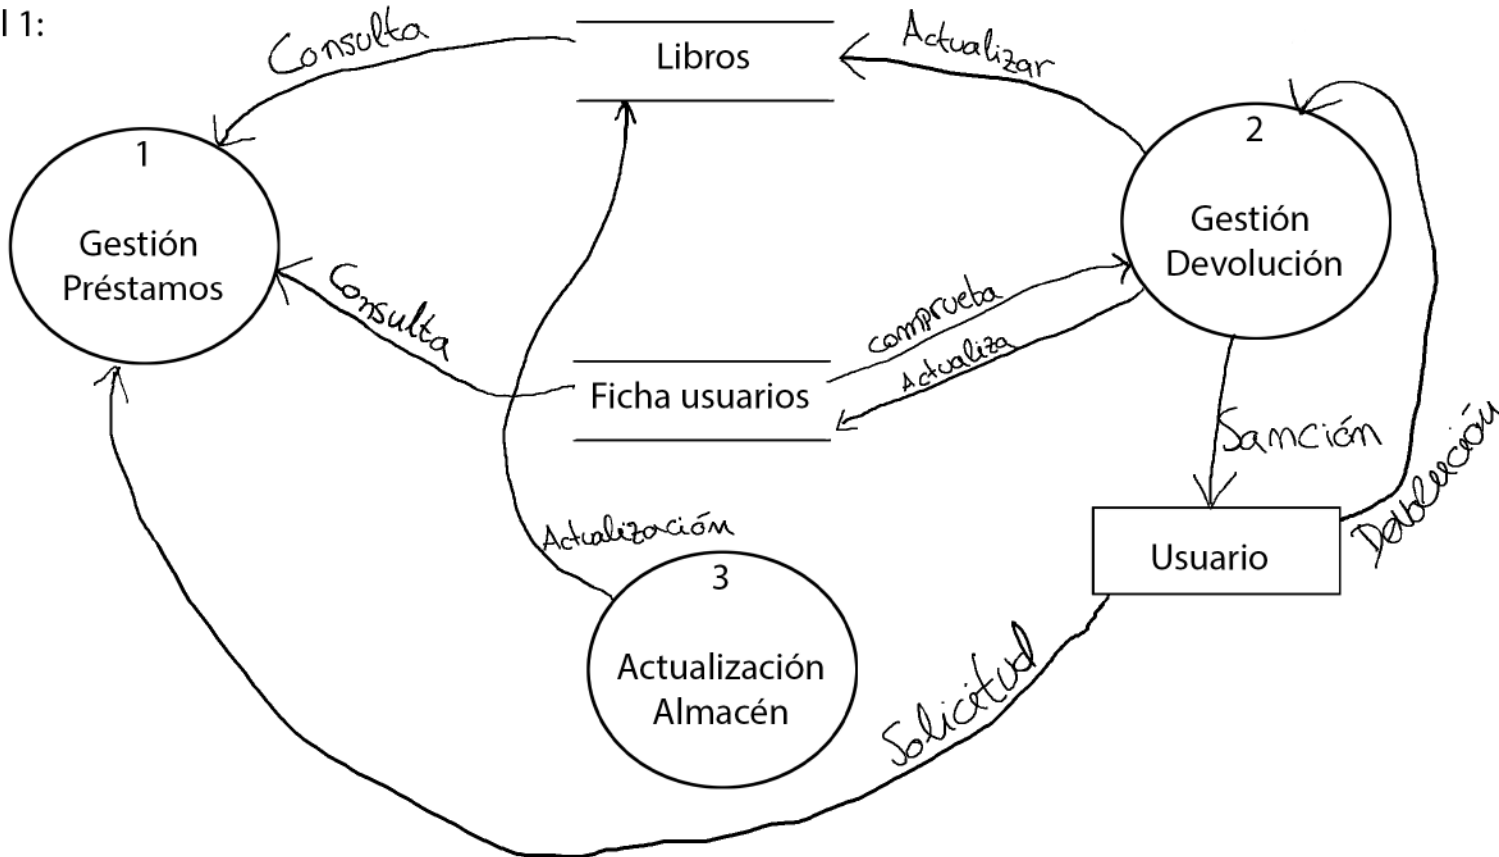 l 1:
Consulta
Libros
Actualizar
1
Gestión
Préstamos
2
Gestión
Devolución
Consulta
comprueba
Actualiza
Ficha usuarios
Sanción
Devolución
Actualización
3
Actualización
Almacén
Usuario
Solicitud